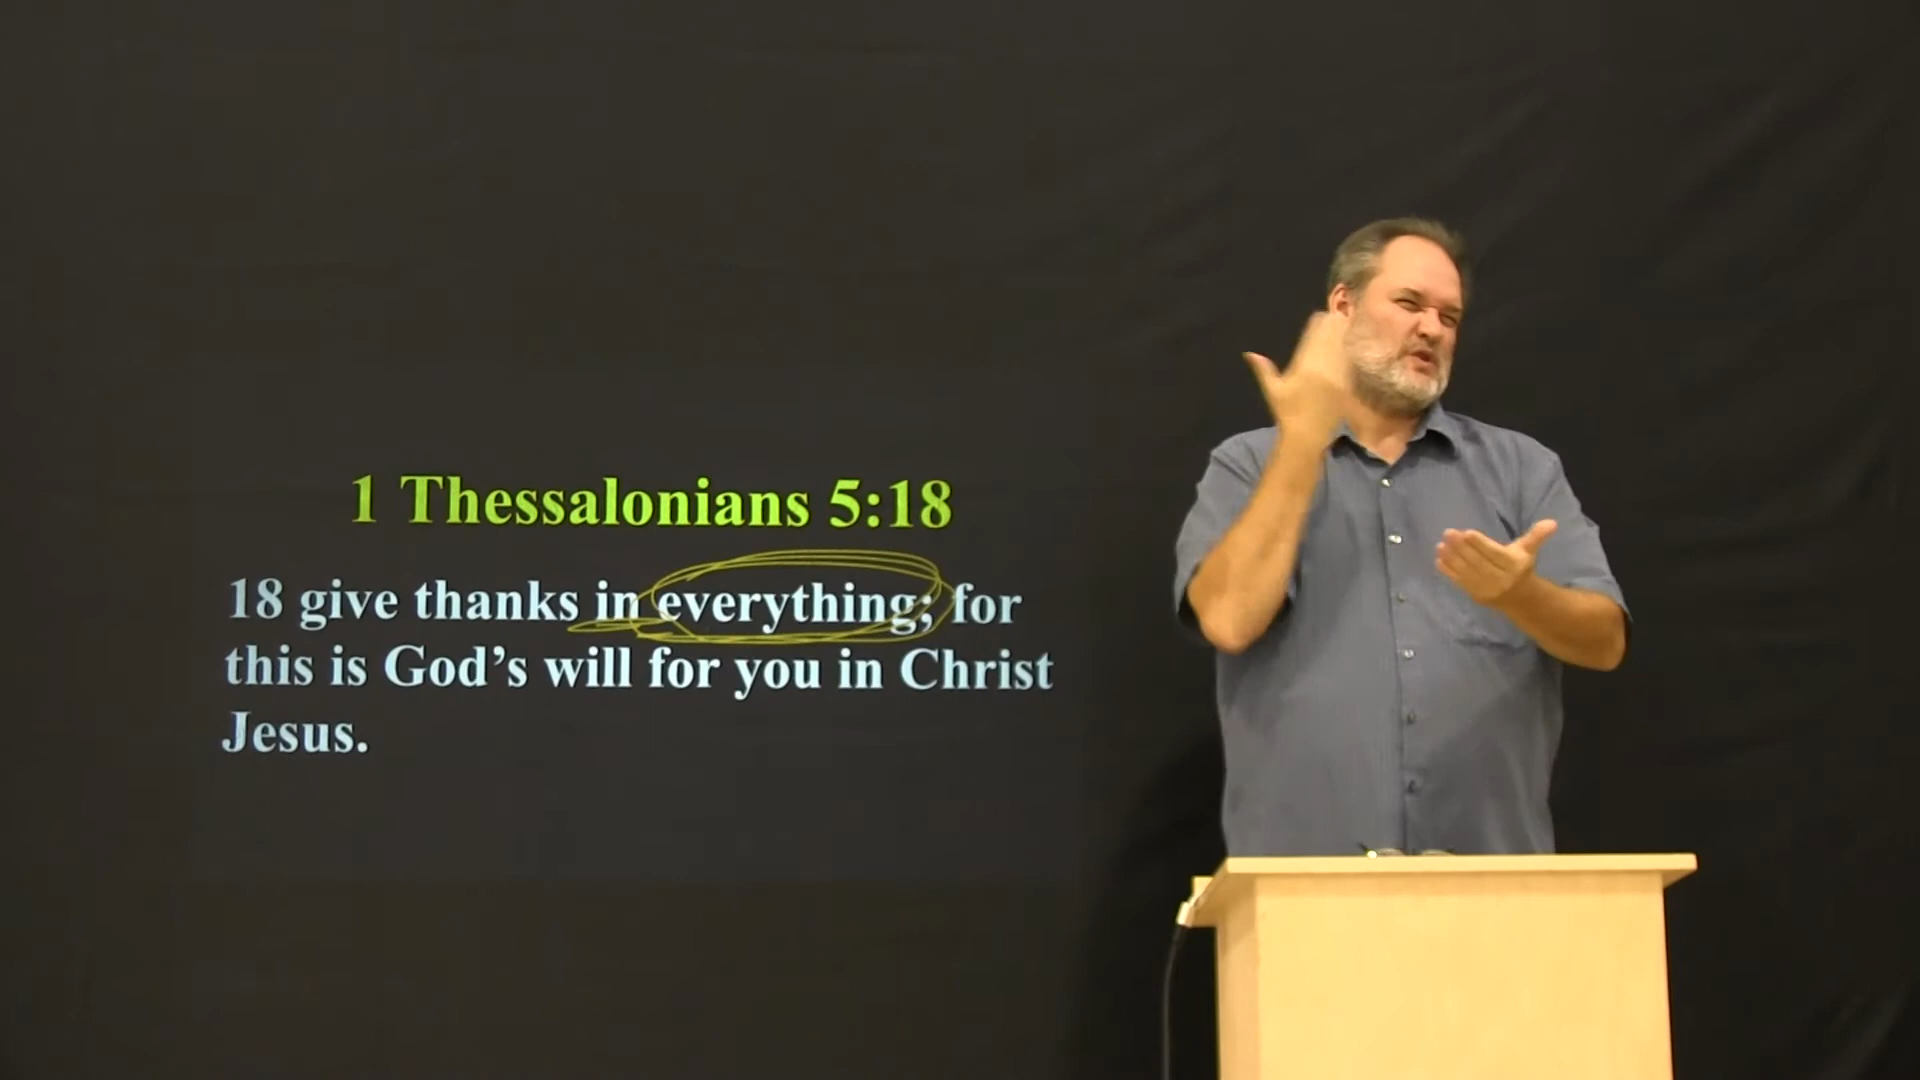 1 Thessalonians 5:18
18 give thanks in everything; for
this is God’s will for you in Christ
Jesus.